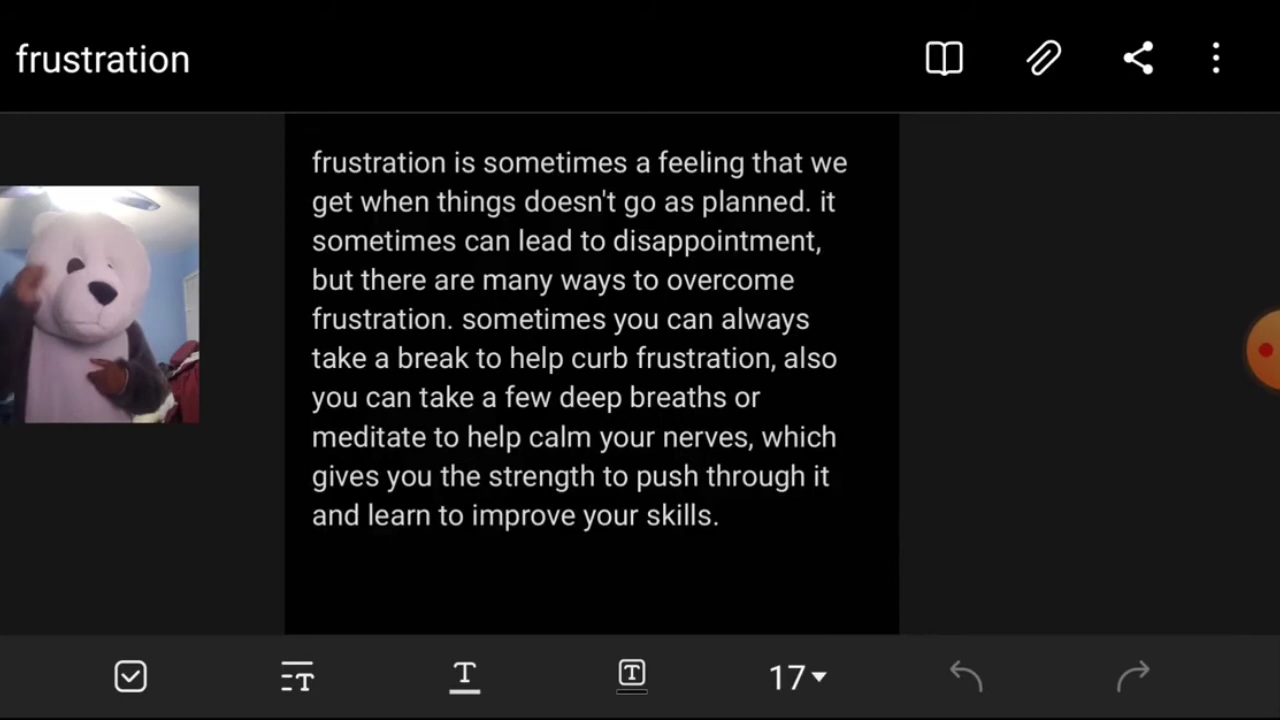 frustration
frustration is sometimes a feeling that we
get when things doesn't go as planned. it
sometimes can lead to disappointment,
but there are many ways to overcome
frustration. sometimes you can always
take a break to help curb frustration, also
you can take a few deep breaths or
meditate to help calm your nerves, which
gives you the strength to push through it
and learn to improve your skills.
17